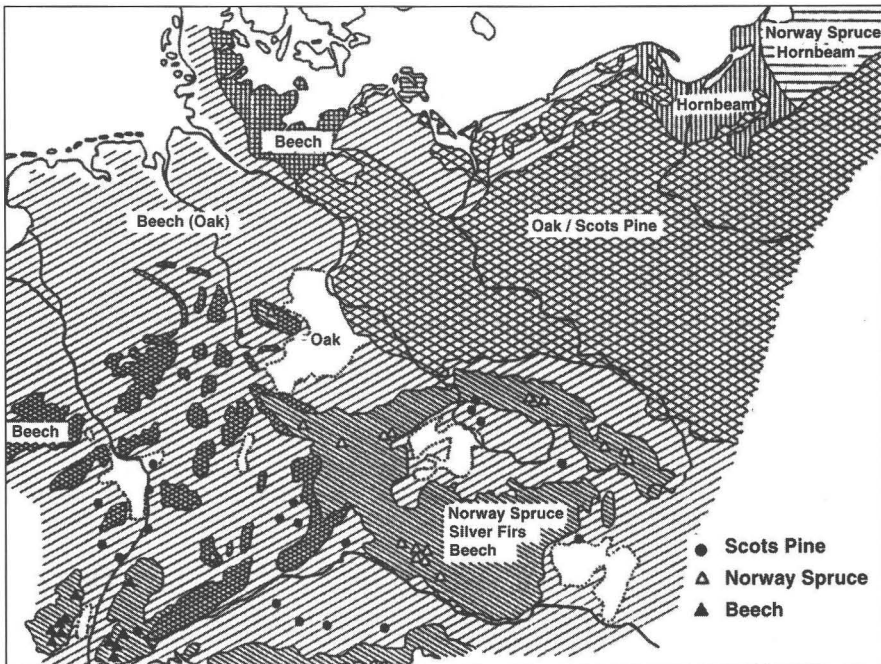 Norway Spruce
Hornbeam
Hornbeam
Beech
Beech (Oak)
Oak / Scots Pine
Oak
Beech
Norway Spruce
Silver Firs
Beech
Scots Pine
Norway Spruce
Beech